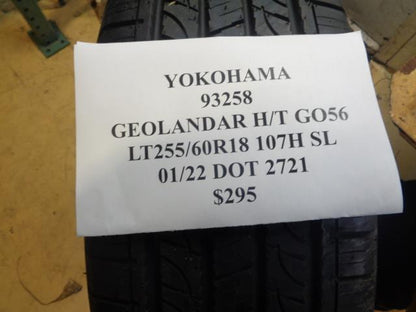 YOKOHAMA
93258
GEOLANDAR H/T GO56
LT255/60R18 107H SL
01/22 DOT 2721
$295